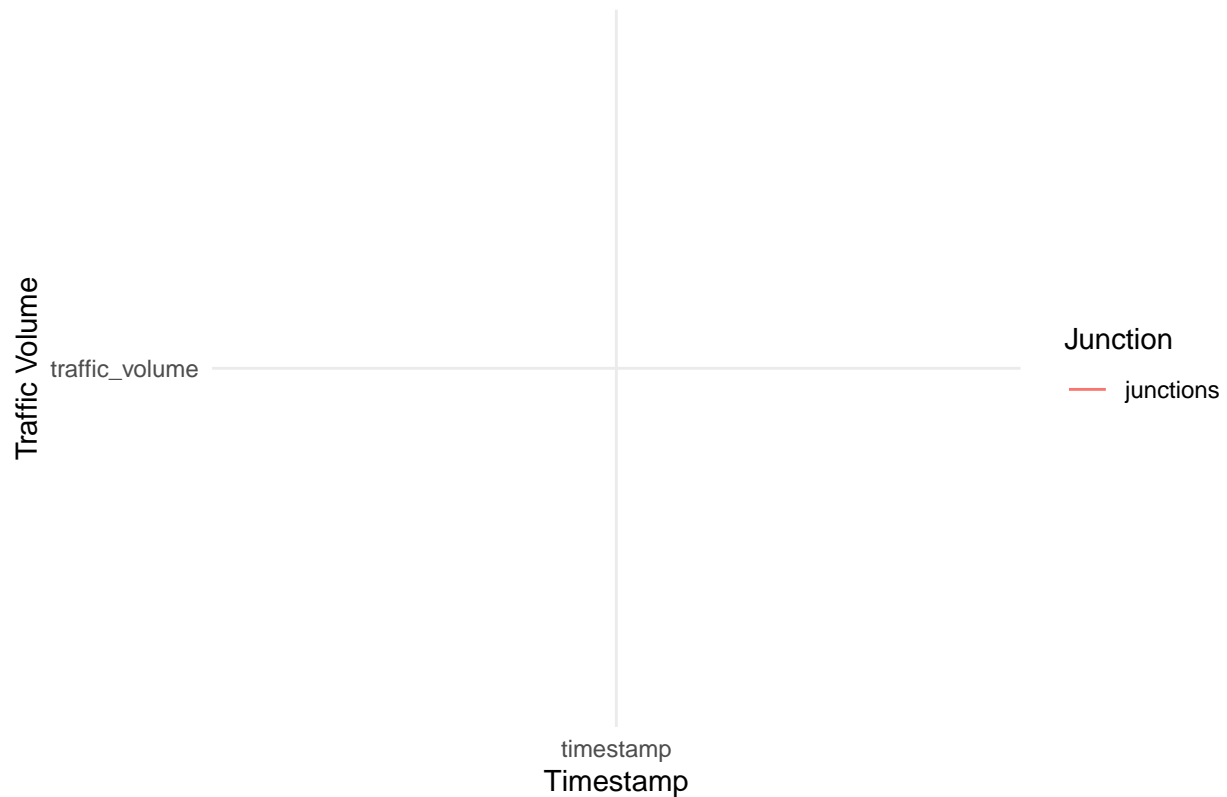 Traffic Volume
traffic_volume
timestamp
Timestamp
Junction
junctions